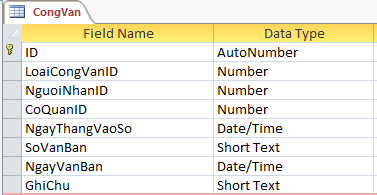 CongVan
Field Name Data Type
ID AutoNumber
LoaiCongVanID Number
NguoiNhanID Number
CoQuanID Number
NgayThangVaoSo Date/Time
SoVanBan Short Text
NgayVanBan Date/Time
GhiChu Short Text